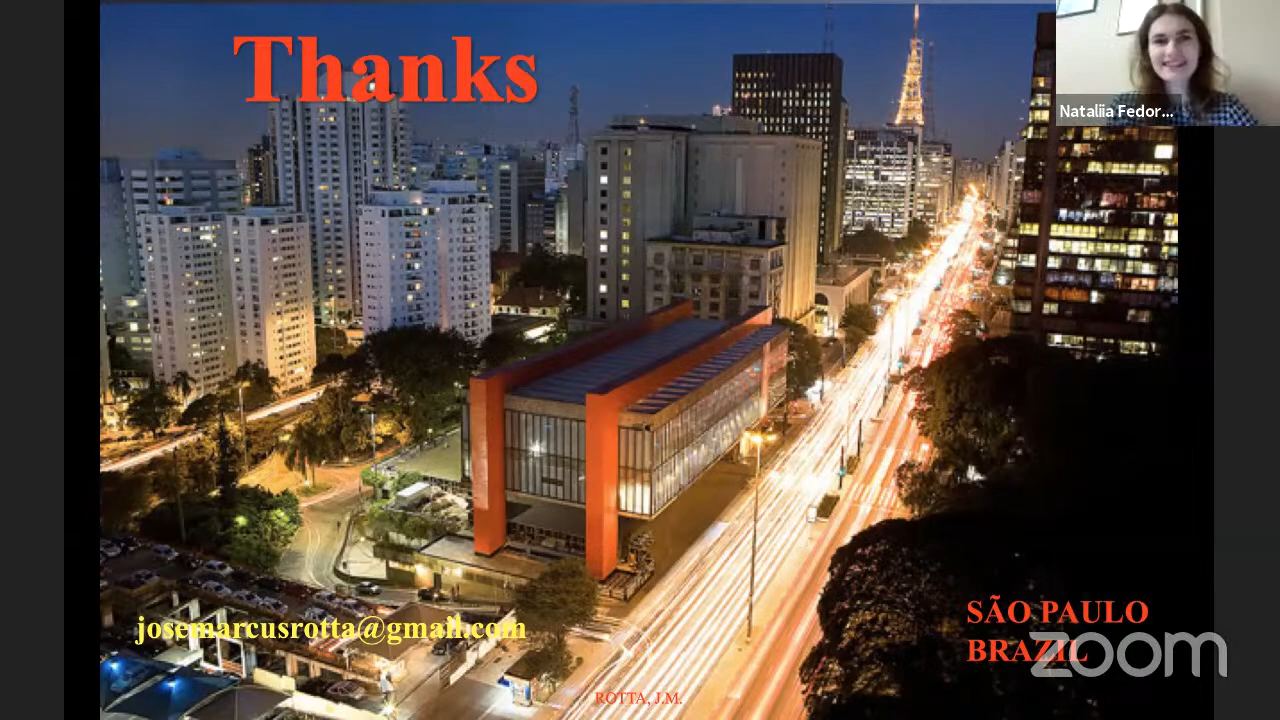 Thanks
Nataliia Fedor...
josemarcusrotta@gmail.com
SÃO PAULO
BRAZIL
zoom
ROTTA, J.M.